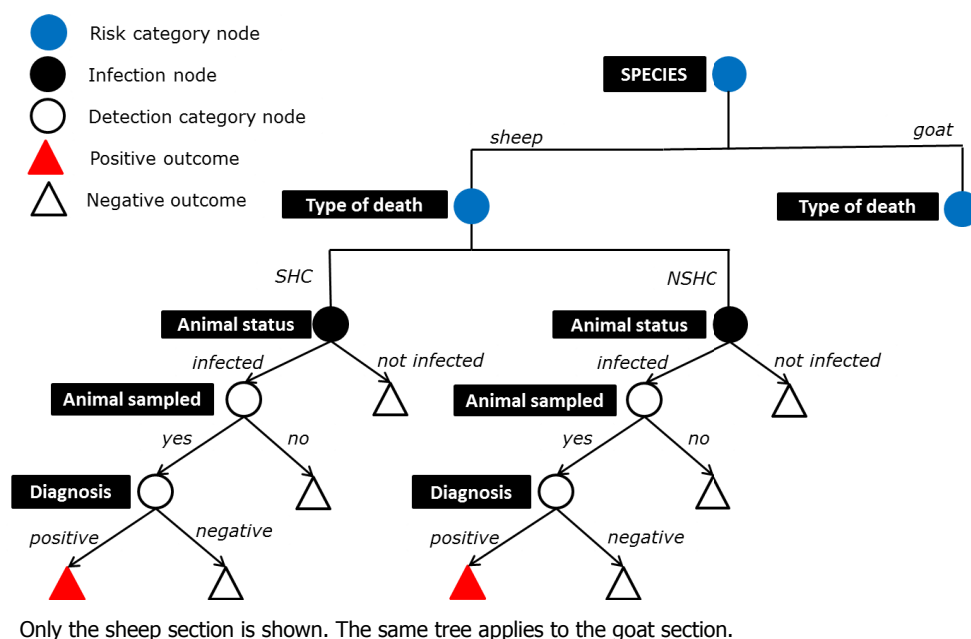 Risk category node
Infection node
Detection category node
Positive outcome
Negative outcome
SPECIES
sheep
goat
Type of death
Type of death
SHC
NSHC
Animal status
Animal status
infected
not infected
infected
not infected
Animal sampled
Animal sampled
yes
no
yes
no
Diagnosis
Diagnosis
positive
negative
positive
negative
Only the sheep section is shown. The same tree applies to the goat section.